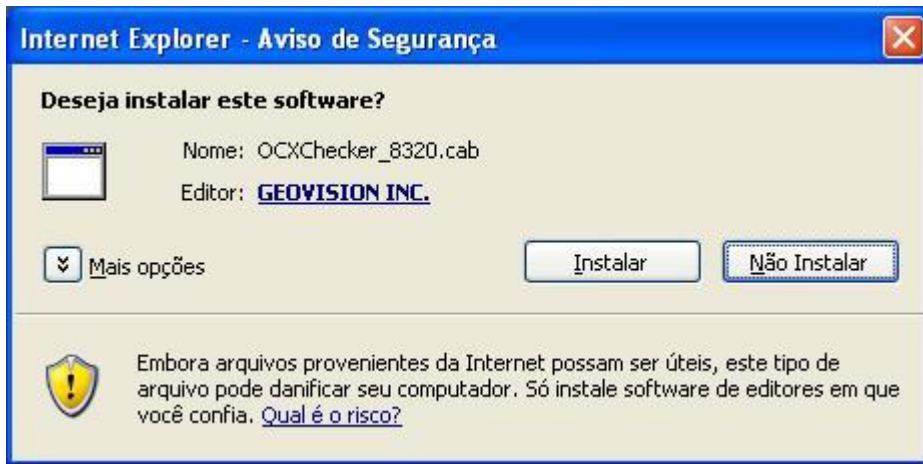 Internet Explorer - Aviso de Segurança
Deseja instalar este software?
Nome: OCXChecker_8320.cab
Editor: GEOVISION INC.
Mais opções
Instalar
Não Instalar
Embora arquivos provenientes da Internet possam ser úteis, este tipo de
arquivo pode danificar seu computador. Só instale software de editores em que
você confia. Qual é o risco?